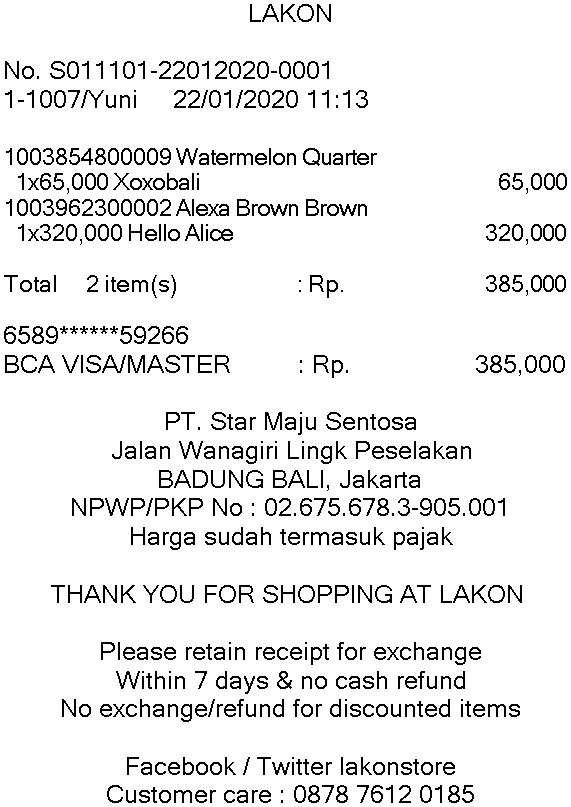 LAKON
No. S011101-22012020-0001
1-1007/Yuni 22/01/2020 11:13
1003854800009 Watermelon Quarter
1x65,000 Xoxobali 65,000
1003962300002 Alexa Brown Brown
1x320,000 Hello Alice 320,000
Total 2 item(s) : Rp. 385,000
6589******59266
BCA VISA/MASTER : Rp. 385,000
PT. Star Maju Sentosa
Jalan Wanagiri Lingk Peselakan
BADUNG BALI, Jakarta
NPWP/PKP No : 02.675.678.3-905.001
Harga sudah termasuk pajak
THANK YOU FOR SHOPPING AT LAKON
Please retain receipt for exchange
Within 7 days & no cash refund
No exchange/refund for discounted items
Facebook / Twitter lakonstore
Customer care : 0878 7612 0185